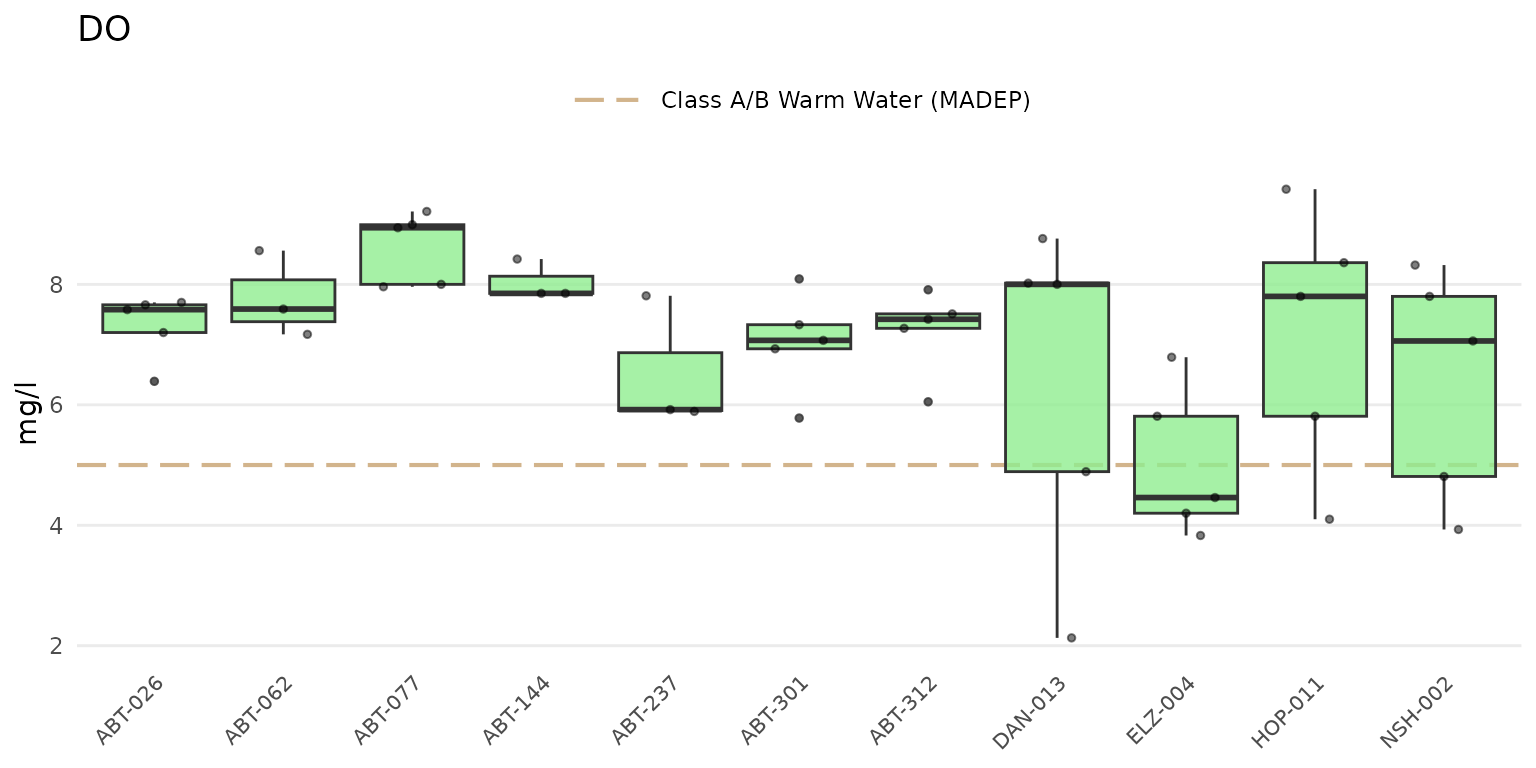 DO
Class A/B Warm Water (MADEP)
mg/l
8
6
4
2
ABT-026
ABT-062
ABT-077
ABT-144
ABT-237
ABT-301
ABT-312
DAN-013
ELZ-004
HOP-011
NSH-002